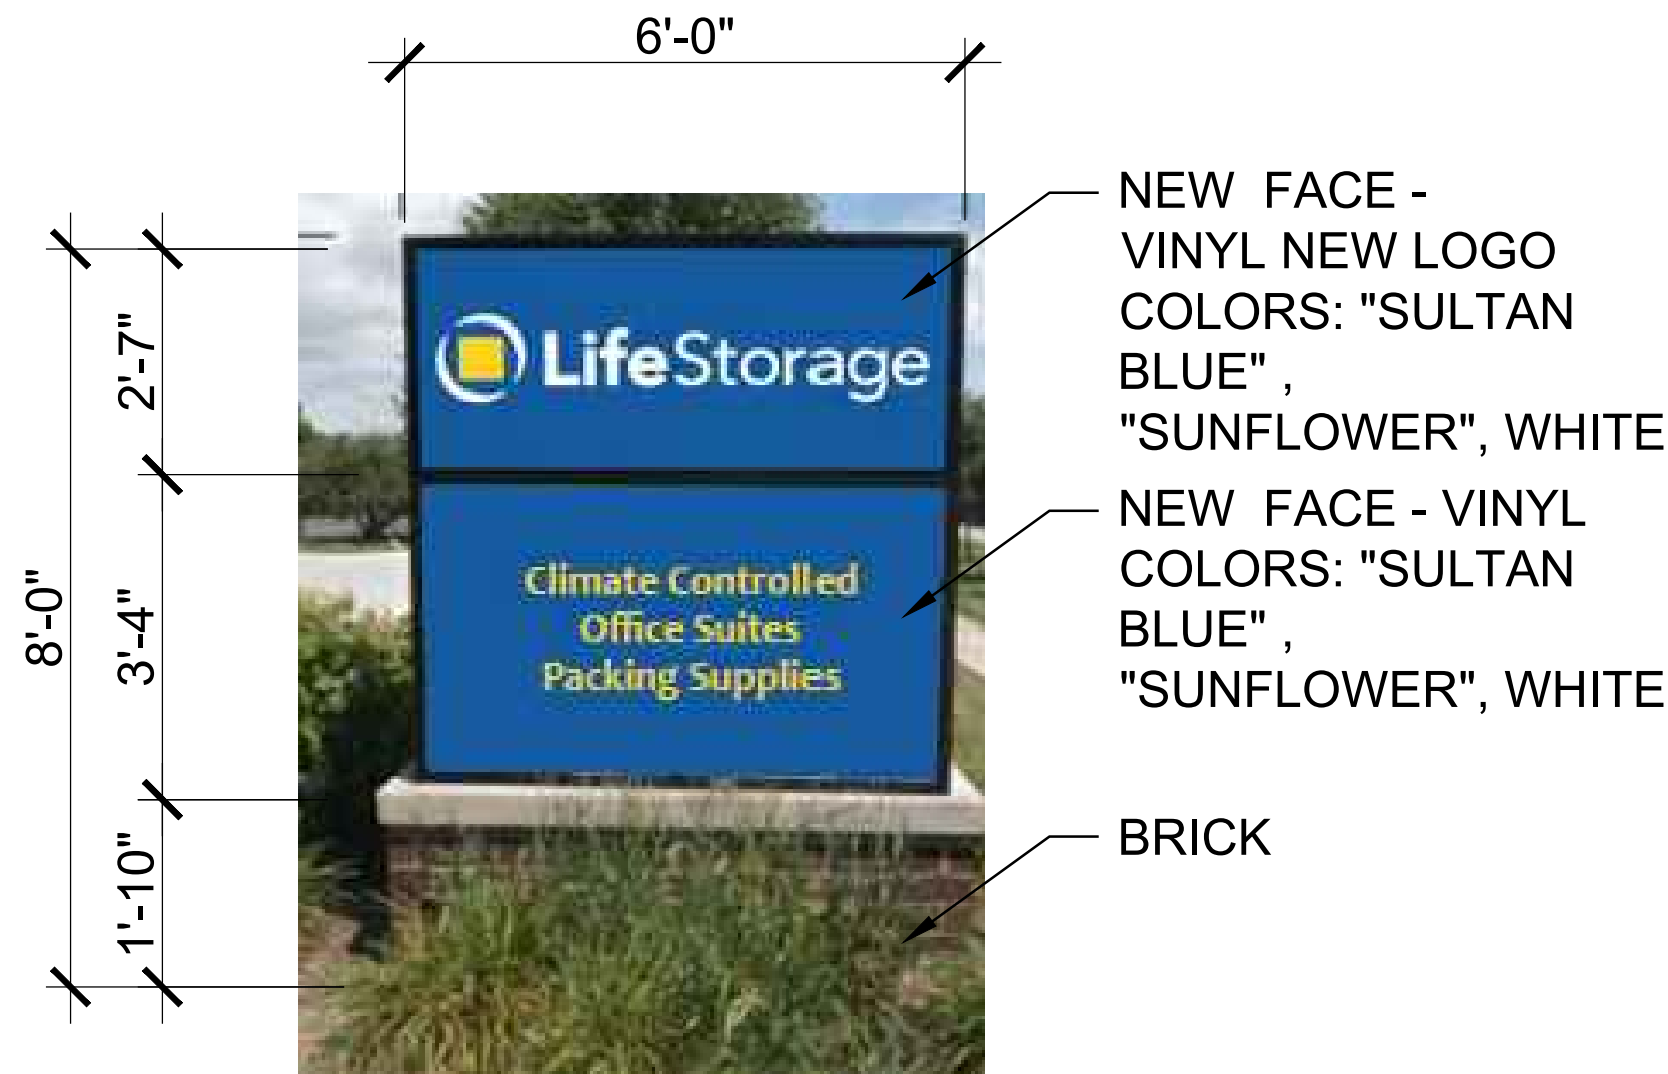 6'-0"
NEW FACE -
VINYL NEW LOGO
COLORS: "SULTAN
BLUE" ,
"SUNFLOWER", WHITE
2'-7"
LifeStorage
NEW FACE - VINYL
COLORS: "SULTAN
BLUE" ,
"SUNFLOWER", WHITE
8'-0"
3'-4"
Climate Controlled
Office Suites
Packing Supplies
1'-10"
BRICK